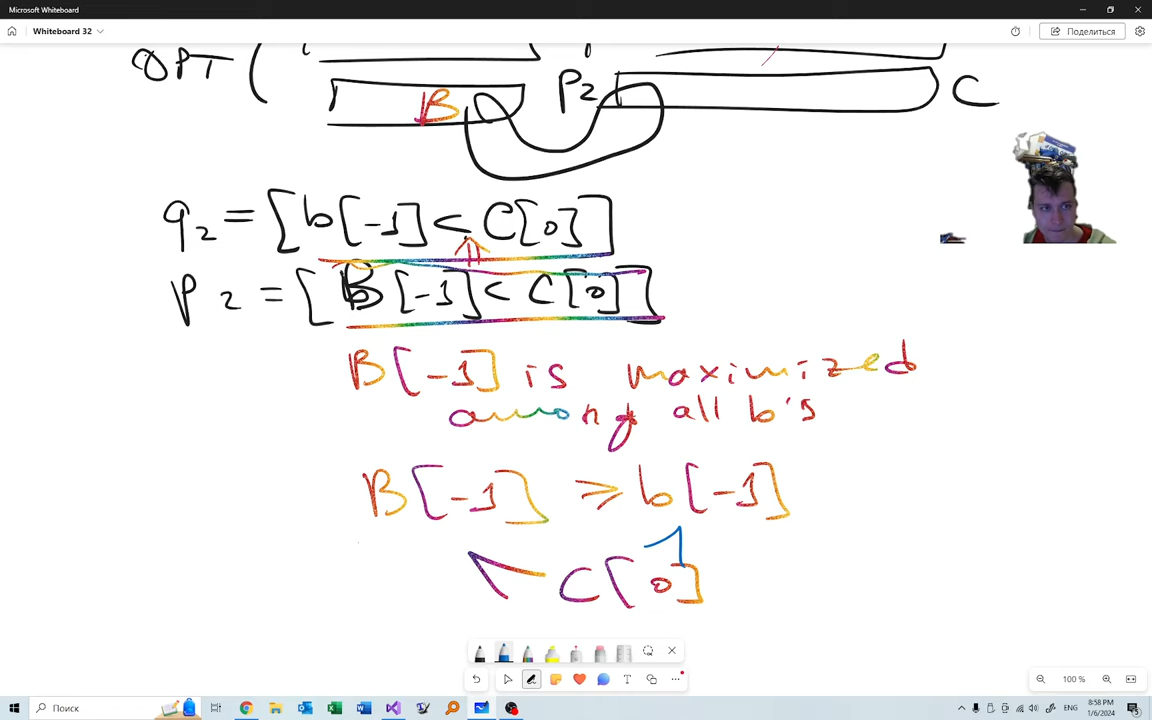 Microsoft Whiteboard
Whiteboard 32
Поделиться
OPT (
B P2 C
q2 = [b[-1] < C[0]]
P2 = [B[-1] < C[0]]
B[-1] is maximized
among all b's
B[-1] ≥ b[-1]
C[0]
100 %
Поиск
ENG
8:58 PM
1/6/2024